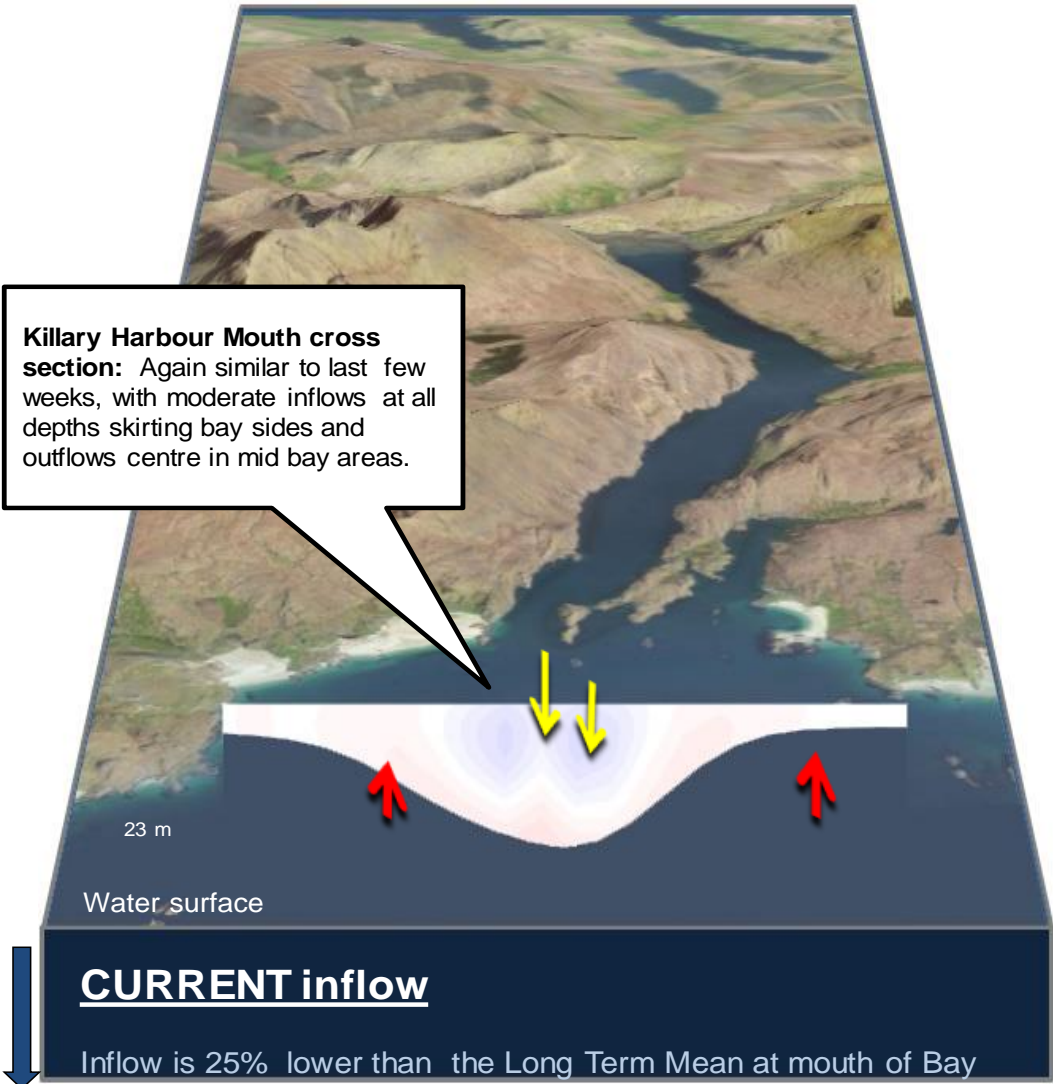 Killary Harbour Mouth cross
section: Again similar to last few
weeks, with moderate inflows at all
depths skirting bay sides and
outflows centre in mid bay areas.
23 m
Water surface
CURRENT inflow
Inflow is 25% lower than the Long Term Mean at mouth of Bay